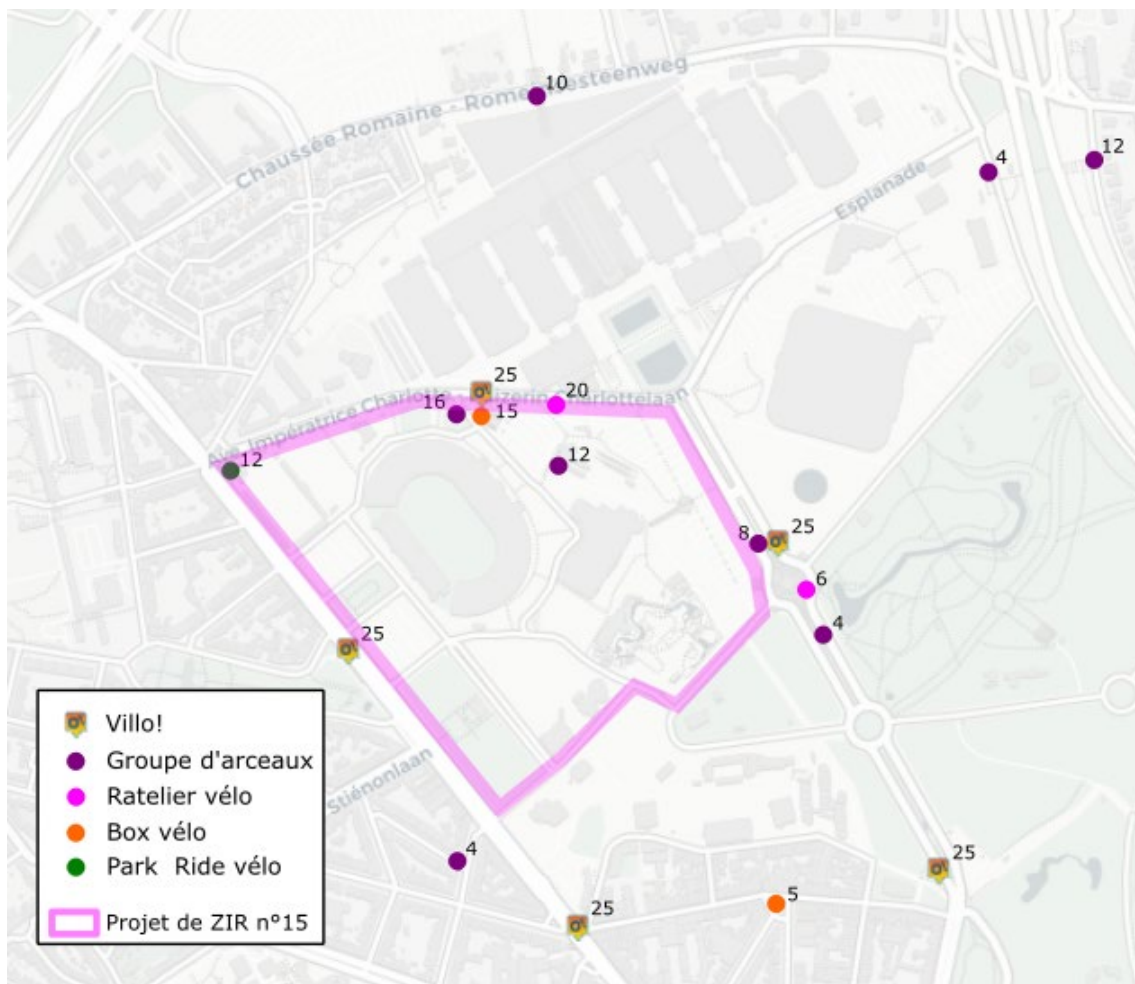 10
Chaussée Romaine - Romeinsesteenweg
12
4
Esplanade
25
20
16
Ave Impératrice Charlotte - Keizerin Charlottelaan
15
12
12
8
25
6
4
25
Stiénonlaan
4
25
5
25
Villo!
Groupe d'arceaux
Ratelier vélo
Box vélo
Park Ride vélo
Projet de ZIR n°15